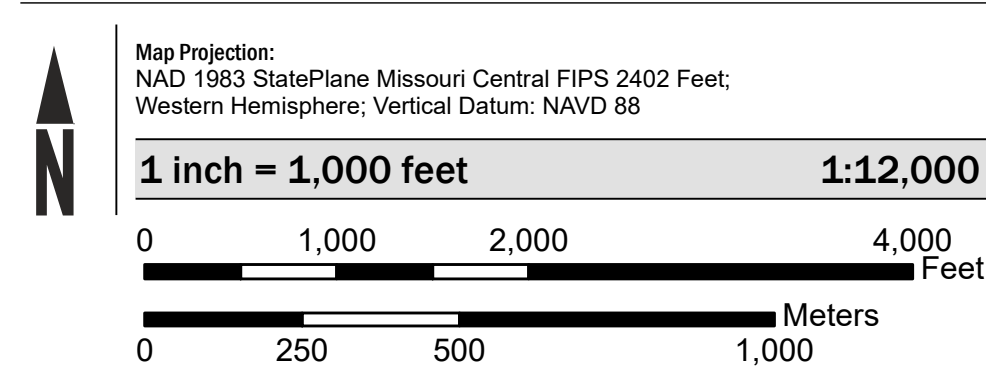 N
Map Projection:
NAD 1983 StatePlane Missouri Central FIPS 2402 Feet;
Western Hemisphere; Vertical Datum: NAVD 88
1 inch = 1,000 feet 1:12,000
0 1,000 2,000 4,000
Feet
Meters
0 250 500 1,000